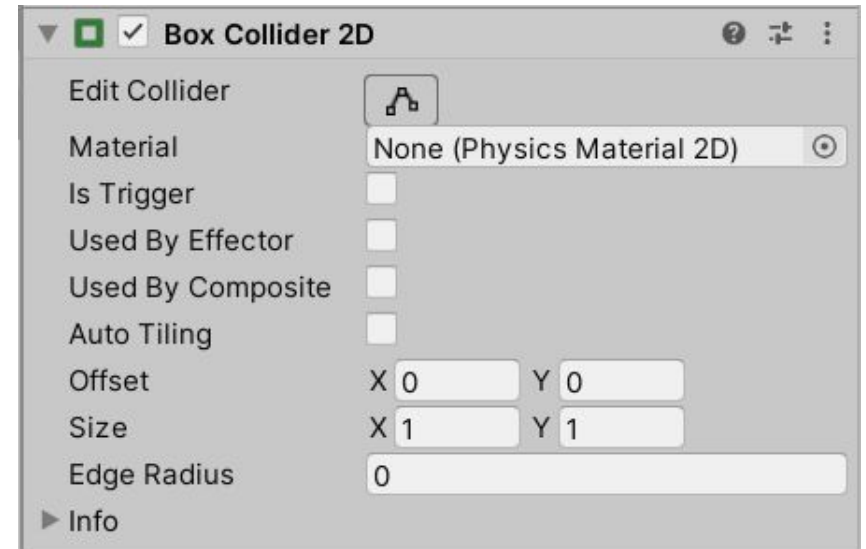 Box Collider 2D
Edit Collider
Material None (Physics Material 2D)
Is Trigger
Used By Effector
Used By Composite
Auto Tiling
Offset X 0 Y 0
Size X 1 Y 1
Edge Radius 0
Info